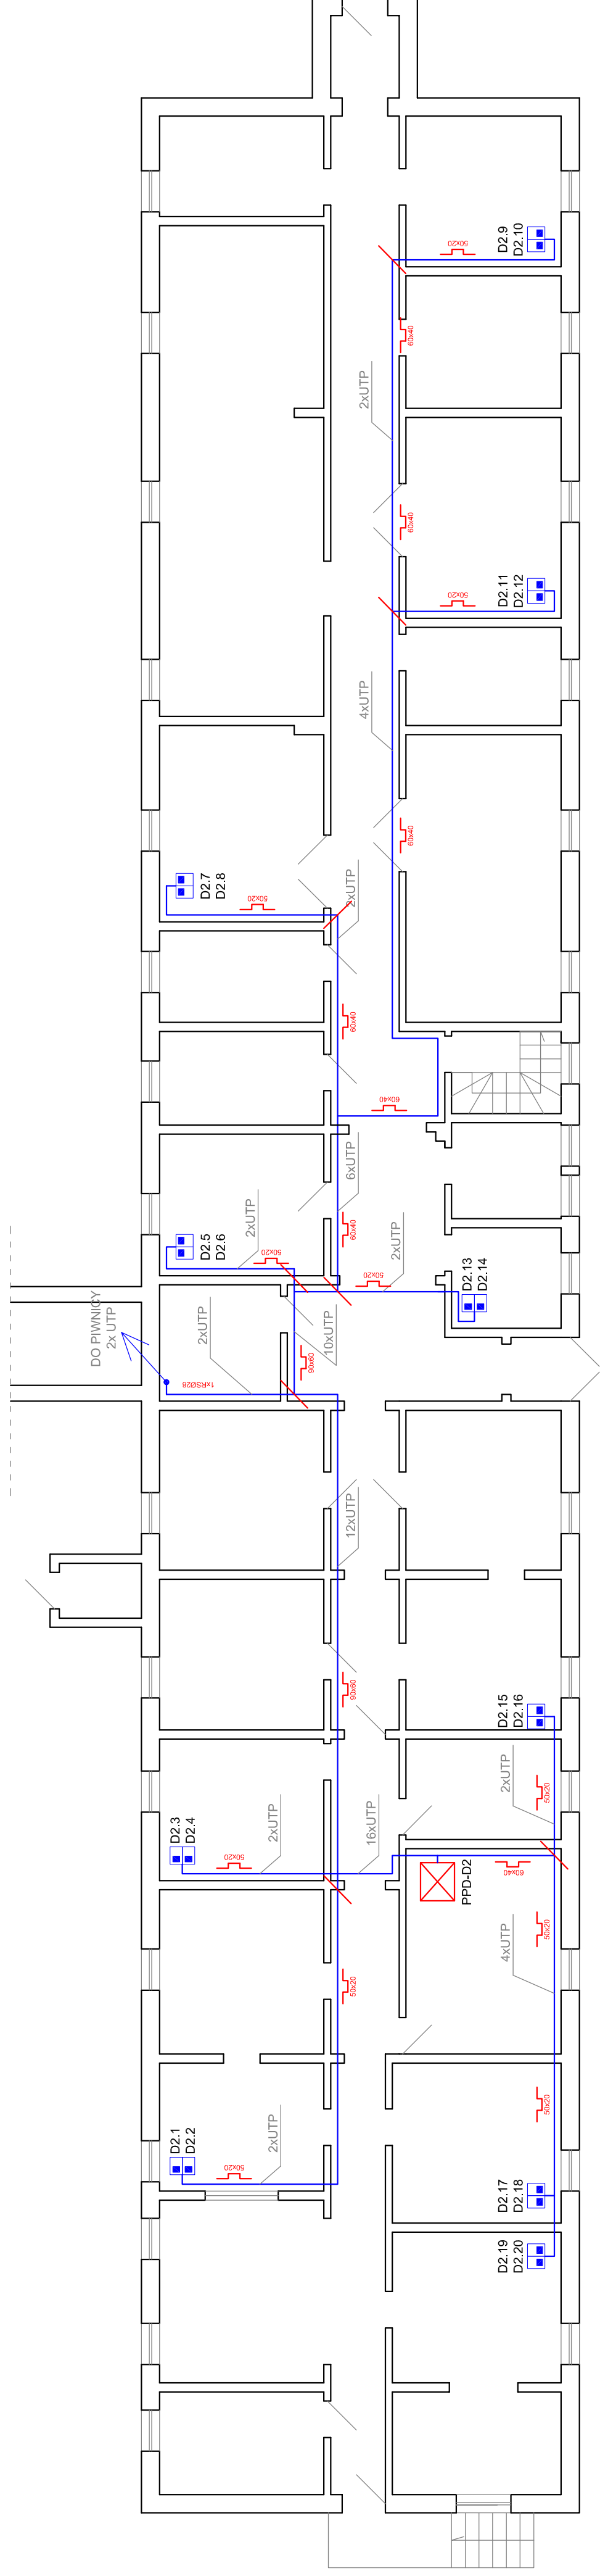 D2.9
D2.10
50x20
60x40
2xUTP
60x40
D2.11
D2.12
50x20
4xUTP
60x40
D2.7
D2.8
50x20
2xUTP
60x40
60x40
6xUTP
D2.5
D2.6
2xUTP
50x20
60x40
2xUTP
50x20
D2.13
D2.14
DO PIWNICY
2x UTP
2xUTP
10xUTP
90x60
1xRSØ28
12xUTP
90x60
D2.15
D2.16
D2.3
D2.4
2xUTP
16xUTP
2xUTP
50x20
50x20
60x40
PPD-D2
50x20
4xUTP
50x20
50x20
D2.1
D2.2
2xUTP
50x20
D2.17
D2.18
D2.19
D2.20